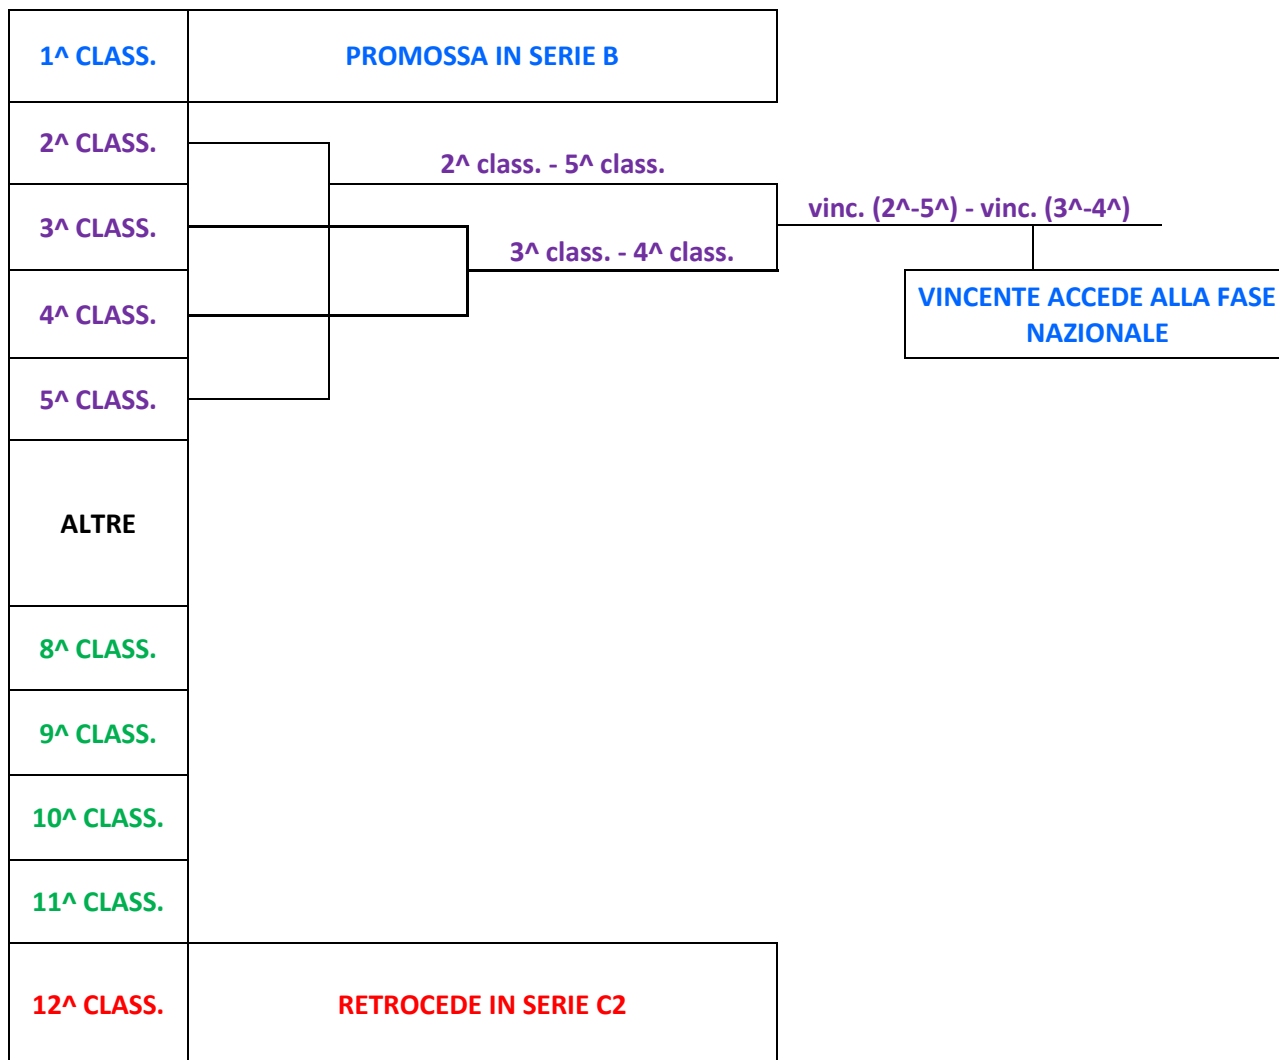 1^ CLASS.
PROMOSSA IN SERIE B
2^ CLASS.
2^ class. - 5^ class.
3^ CLASS.
vinc. (2^-5^) - vinc. (3^-4^)
3^ class. - 4^ class.
4^ CLASS.
VINCENTE ACCEDE ALLA FASE
NAZIONALE
5^ CLASS.
ALTRE
8^ CLASS.
9^ CLASS.
10^ CLASS.
11^ CLASS.
12^ CLASS.
RETROCEDE IN SERIE C2